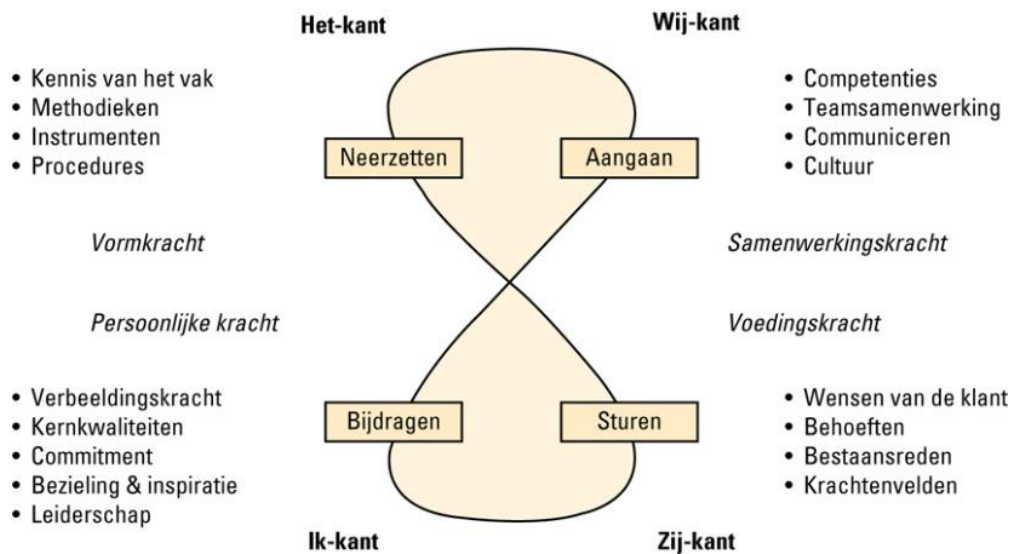 Het-kant
Wij-kant
• Kennis van het vak
• Methodieken
• Instrumenten
• Procedures
• Competenties
• Teamsamenwerking
• Communiceren
• Cultuur
Neerzetten
Aangaan
Vormkracht
Samenwerkingskracht
Persoonlijke kracht
Voedingskracht
• Verbeeldingskracht
• Kernkwaliteiten
• Commitment
• Bezieling & inspiratie
• Leiderschap
Bijdragen
Sturen
• Wensen van de klant
• Behoeften
• Bestaansreden
• Krachtenvelden
Ik-kant
Zij-kant